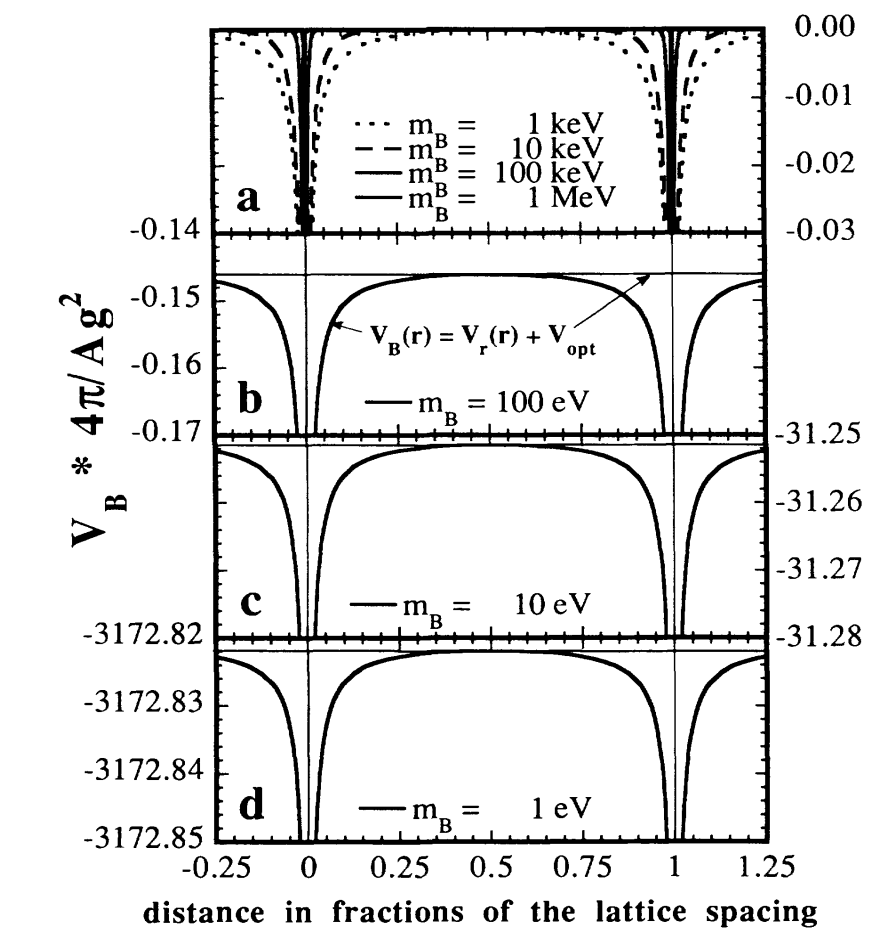 0.00
-0.01
-0.02
-0.03
m_B = 1 keV
m_B = 10 keV
m_B = 100 keV
m_B = 1 MeV
a
-0.14
-0.15
-0.16
-0.17
V_B(r) = V_r(r) + V_opt
b
m_B = 100 eV
-31.25
-31.26
-31.27
-31.28
c
m_B = 10 eV
-3172.82
-3172.83
-3172.84
-3172.85
d
m_B = 1 eV
V_B * 4π/Ag²
-0.25 0 0.25 0.5 0.75 1 1.25
distance in fractions of the lattice spacing